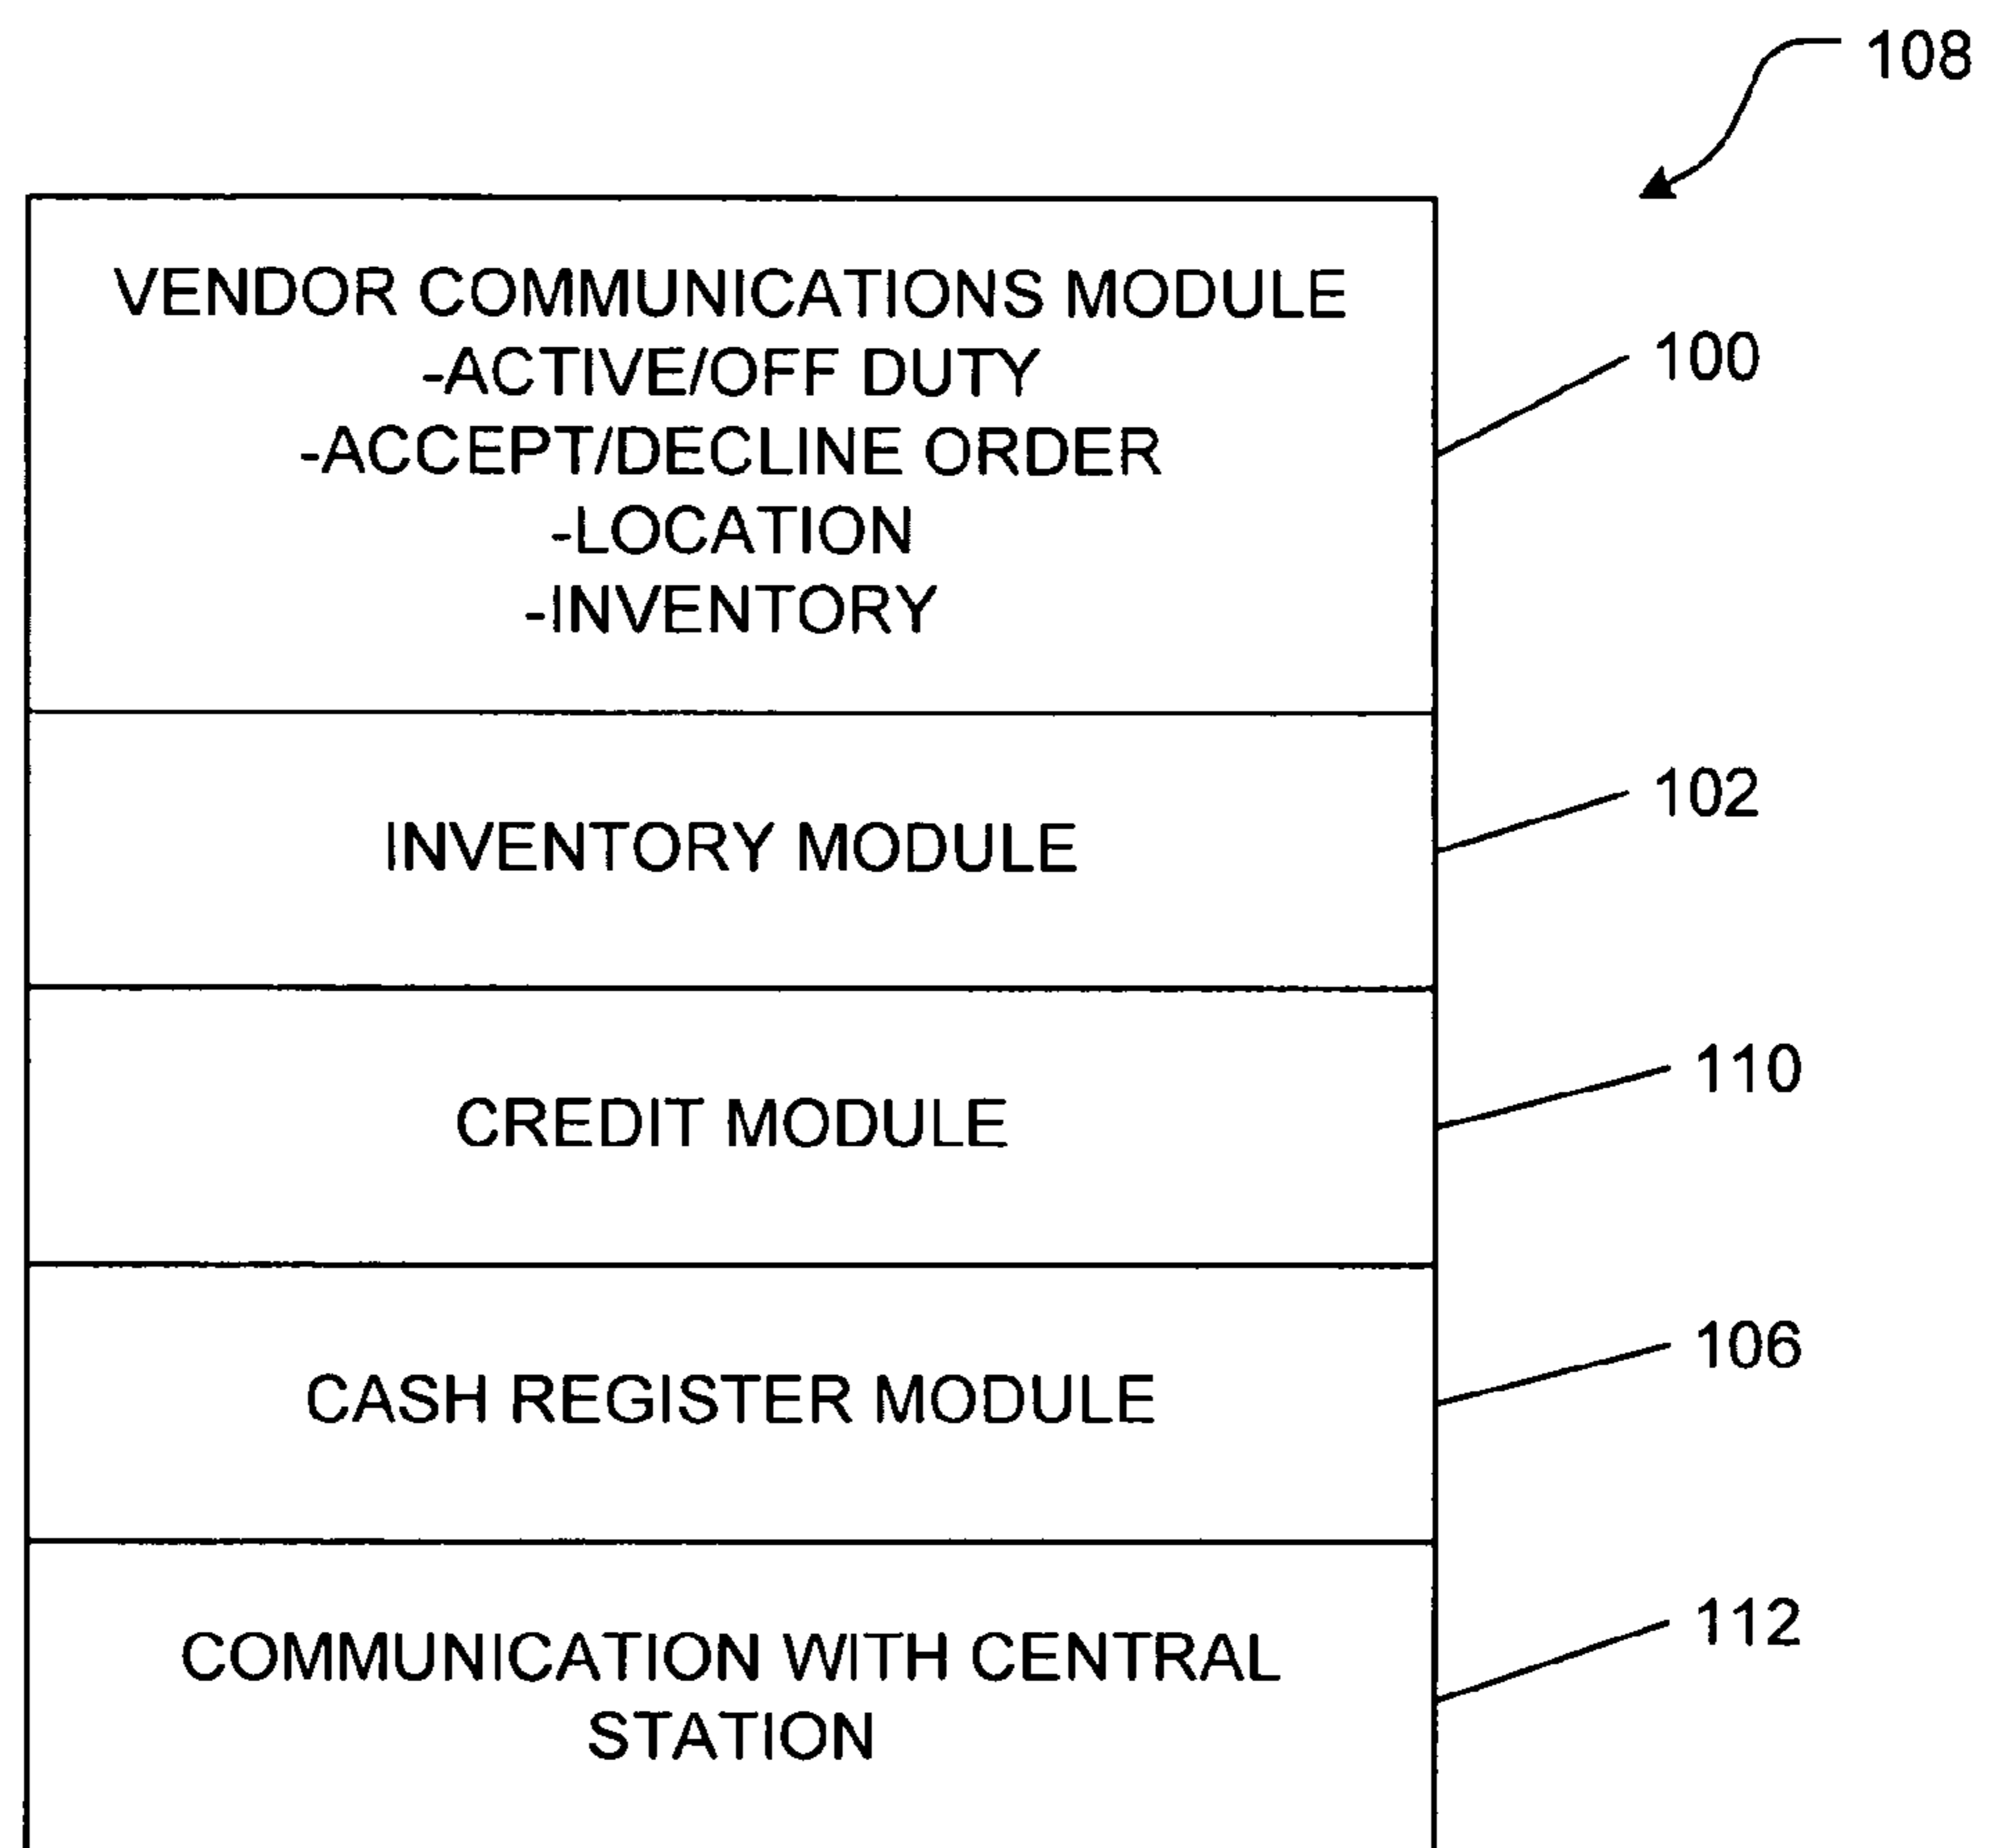 108
VENDOR COMMUNICATIONS MODULE
-ACTIVE/OFF DUTY
-ACCEPT/DECLINE ORDER
-LOCATION
-INVENTORY
100
INVENTORY MODULE
102
CREDIT MODULE
110
CASH REGISTER MODULE
106
COMMUNICATION WITH CENTRAL
STATION
112